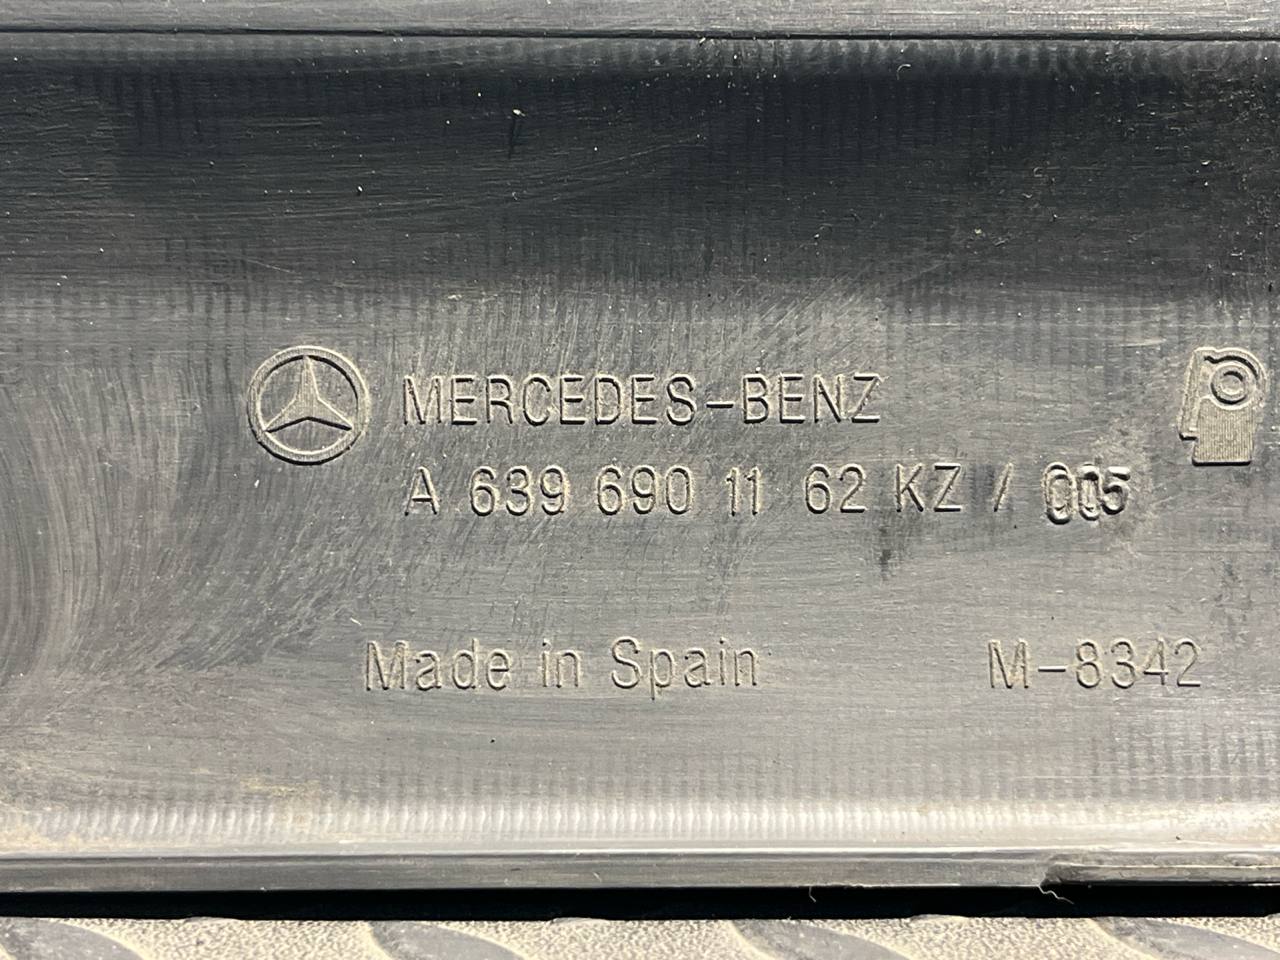 MERCEDES-BENZ
A 639 690 11 62 KZ / 005
Made in Spain M-8342